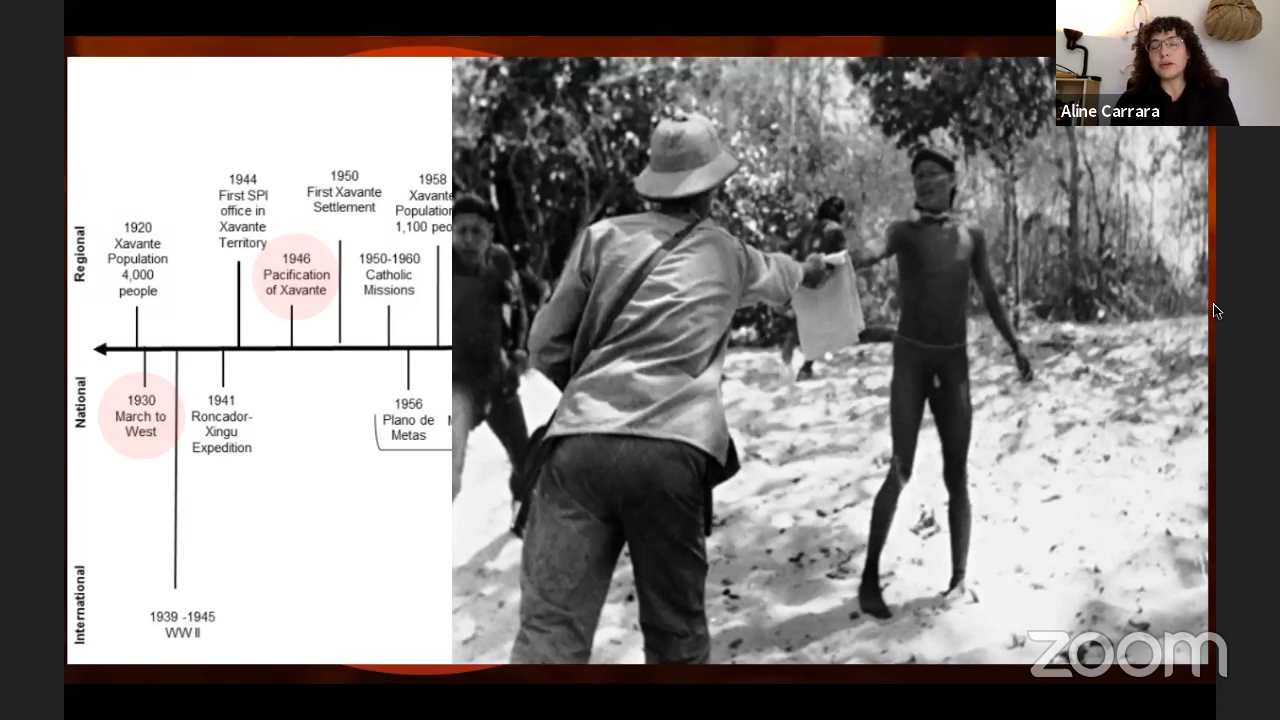 Aline Carrara
Regional
1920
Xavante
Population
4,000
people
1944
First SPI
office in
Xavante
Territory
1946
Pacification
of Xavante
1950
First Xavante
Settlement
1950-1960
Catholic
Missions
1958
Xavante
Population
1,100 peo
National
1930
March to
West
1941
Roncador-
Xingu
Expedition
1956
Plano de
Metas
International
1939 -1945
WW II
zoom